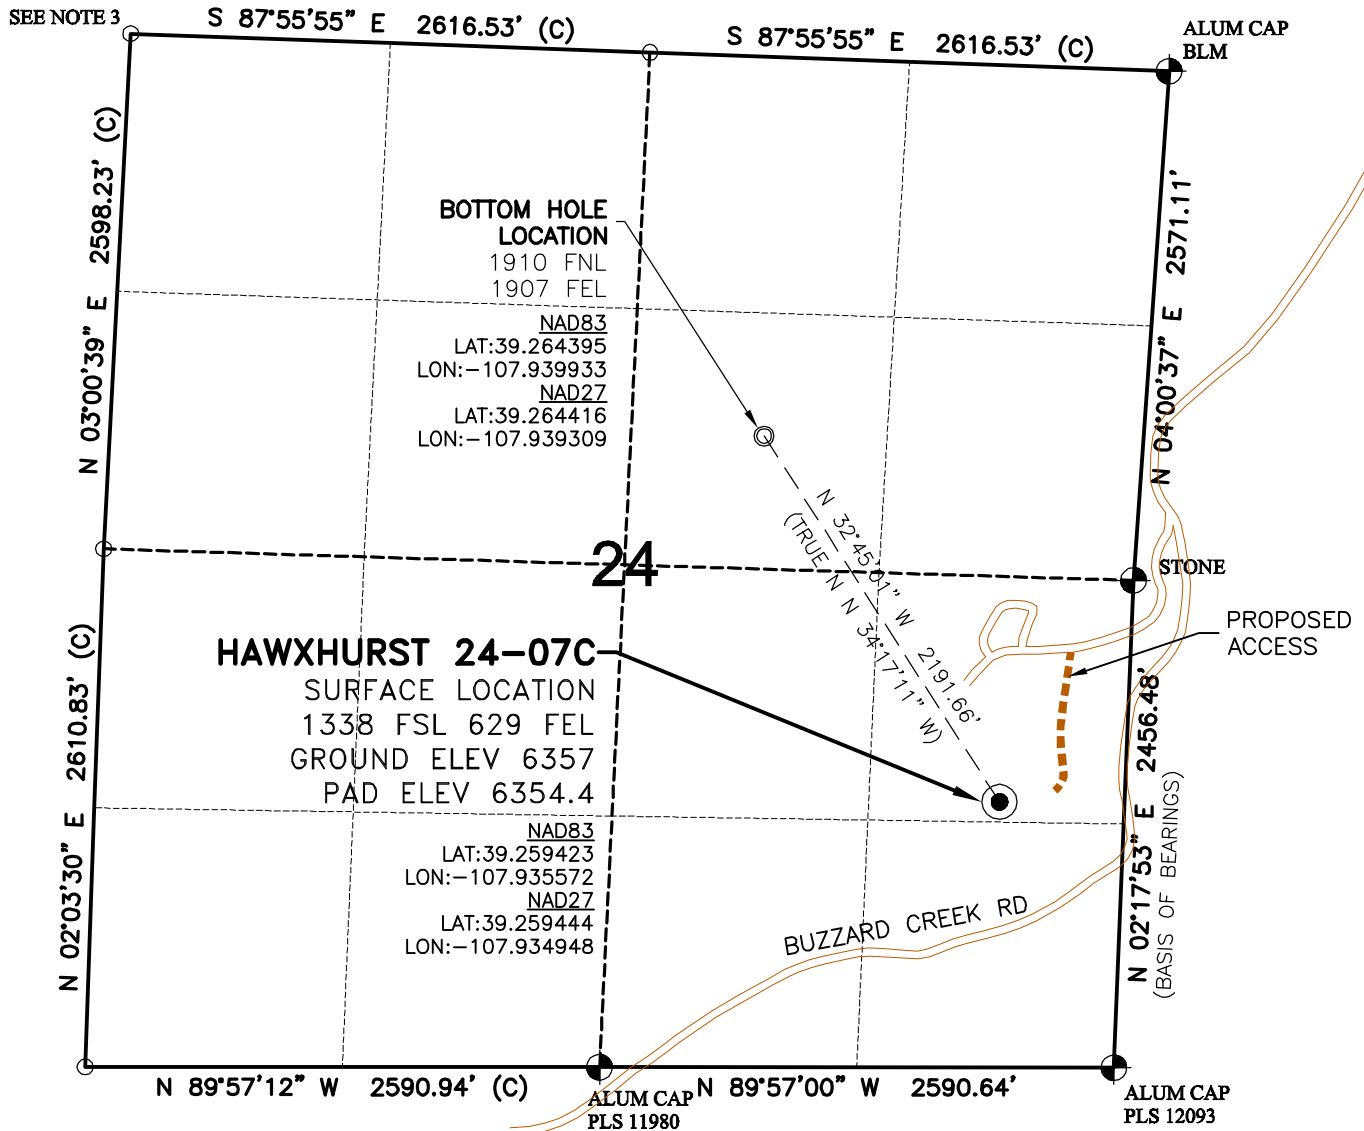 SEE NOTE 3
S 87°55'55" E 2616.53' (C)
S 87°55'55" E 2616.53' (C)
ALUM CAP
BLM
N 03°00'39" E 2598.23' (C)
N 04°00'37" E 2571.11'
BOTTOM HOLE
LOCATION
1910 FNL
1907 FEL
NAD83
LAT:39.264395
LON:-107.939933
NAD27
LAT:39.264416
LON:-107.939309
N 32°45'01" W 2191.66'
(TRUE N N 34°17'11" W)
24
STONE
PROPOSED
ACCESS
HAWXHURST 24-07C
SURFACE LOCATION
1338 FSL 629 FEL
GROUND ELEV 6357
PAD ELEV 6354.4
NAD83
LAT:39.259423
LON:-107.935572
NAD27
LAT:39.259444
LON:-107.934948
N 02°03'30" E 2610.83' (C)
N 02°17'53" E 2456.48'
(BASIS OF BEARINGS)
BUZZARD CREEK RD
N 89°57'12" W 2590.94' (C)
N 89°57'00" W 2590.64'
ALUM CAP
PLS 11980
ALUM CAP
PLS 12093